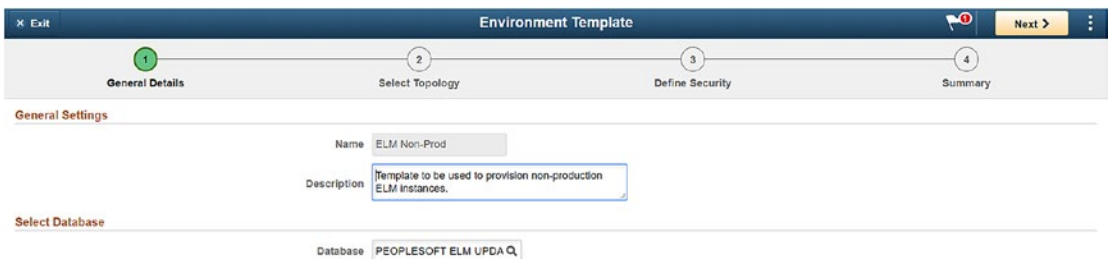 × Exit Environment Template 1 Next >
1 2 3 4
General Details Select Topology Define Security Summary
General Settings
Name ELM Non-Prod
Description Template to be used to provision non-production
ELM instances.
Select Database
Database PEOPLESOFT ELM UPDA